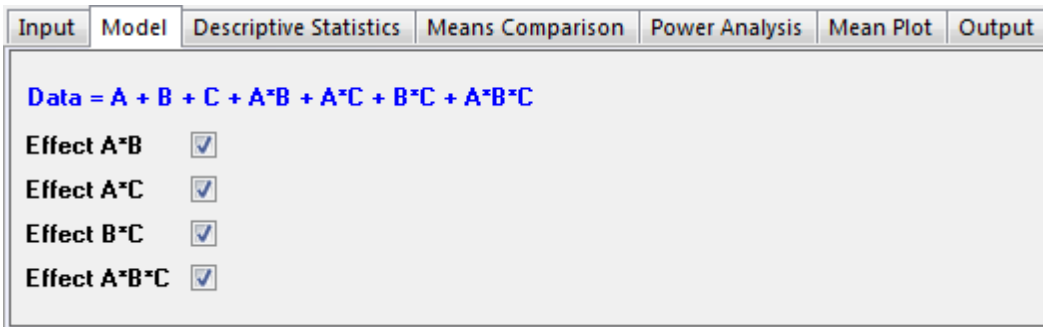 Input Model Descriptive Statistics Means Comparison Power Analysis Mean Plot Output
Data = A + B + C + A*B + A*C + B*C + A*B*C
Effect A*B
Effect A*C
Effect B*C
Effect A*B*C